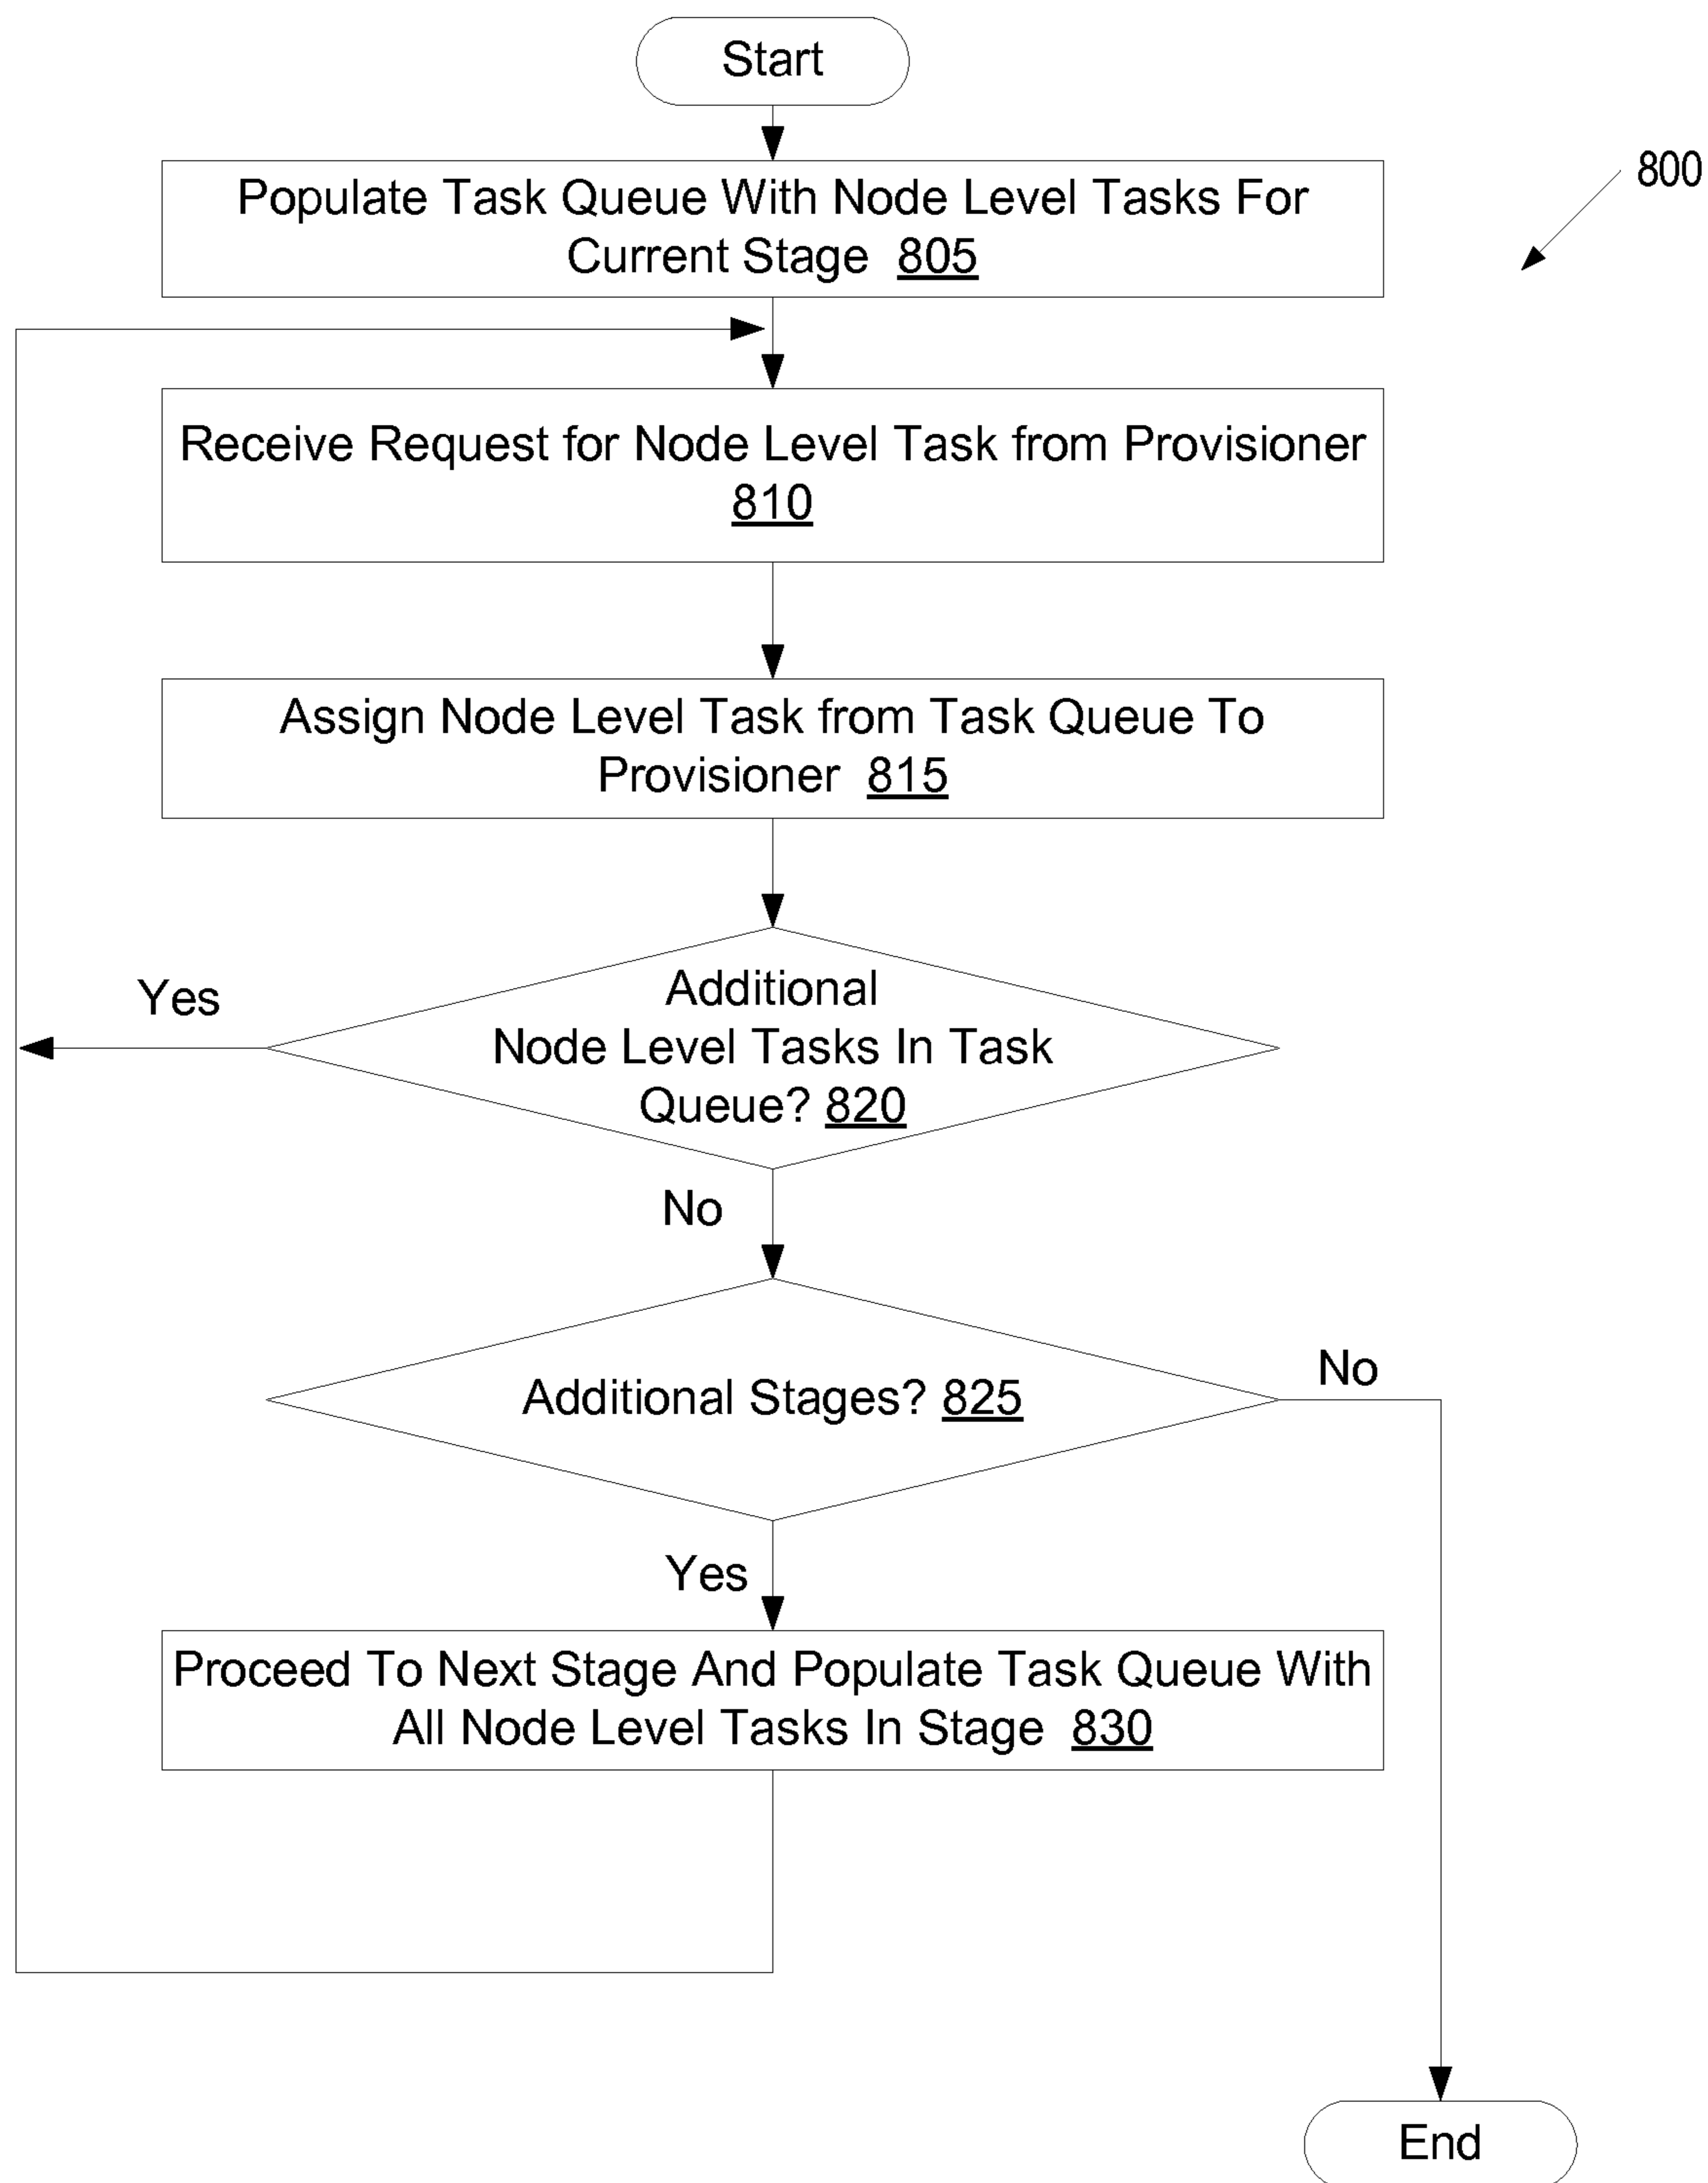 Start
800
Populate Task Queue With Node Level Tasks For
Current Stage 805
Receive Request for Node Level Task from Provisioner
810
Assign Node Level Task from Task Queue To
Provisioner 815
Additional
Node Level Tasks In Task
Queue? 820
Yes
No
Additional Stages? 825
No
Yes
Proceed To Next Stage And Populate Task Queue With
All Node Level Tasks In Stage 830
End